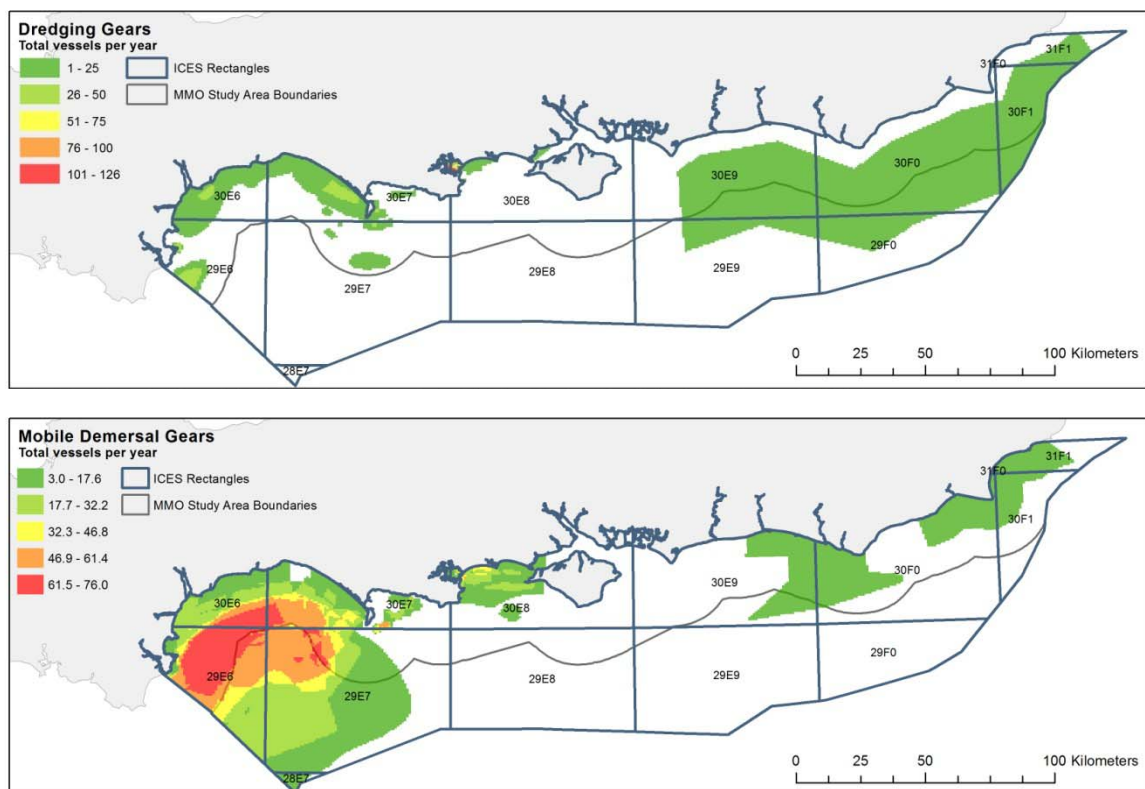 Dredging Gears
Total vessels per year
1 - 25
ICES Rectangles
26 - 50
MMO Study Area Boundaries
51 - 75
76 - 100
101 - 126
31F1
31F0
30F1
30F0
30E9
30E6
30E7
30E8
29F0
29E6
29E7
29E8
29E9
28E7
0 25 50 100 Kilometers
Mobile Demersal Gears
Total vessels per year
3.0 - 17.6
ICES Rectangles
17.7 - 32.2
MMO Study Area Boundaries
32.3 - 46.8
46.9 - 61.4
61.5 - 76.0
31F1
31F0
30F1
30F0
30E9
30E6
30E7
30E8
29F0
29E6
29E7
29E8
29E9
28E7
0 25 50 100 Kilometers